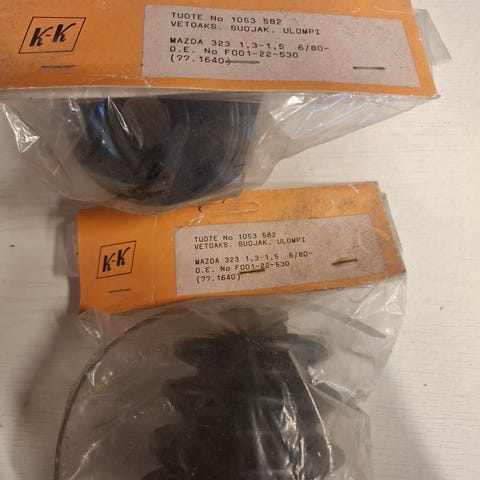 K-K
TUOTE No 1053 582
VETOAKS. SUOJAK. ULOMPI
MAZDA 323 1,3-1,5 6/80-
O.E. No F001-22-530
(77.1640)
K-K
TUOTE No 1053 582
VETOAKS. SUOJAK. ULOMPI
MAZDA 323 1,3-1,5 6/80-
O.E. No F001-22-530
(77.1640)